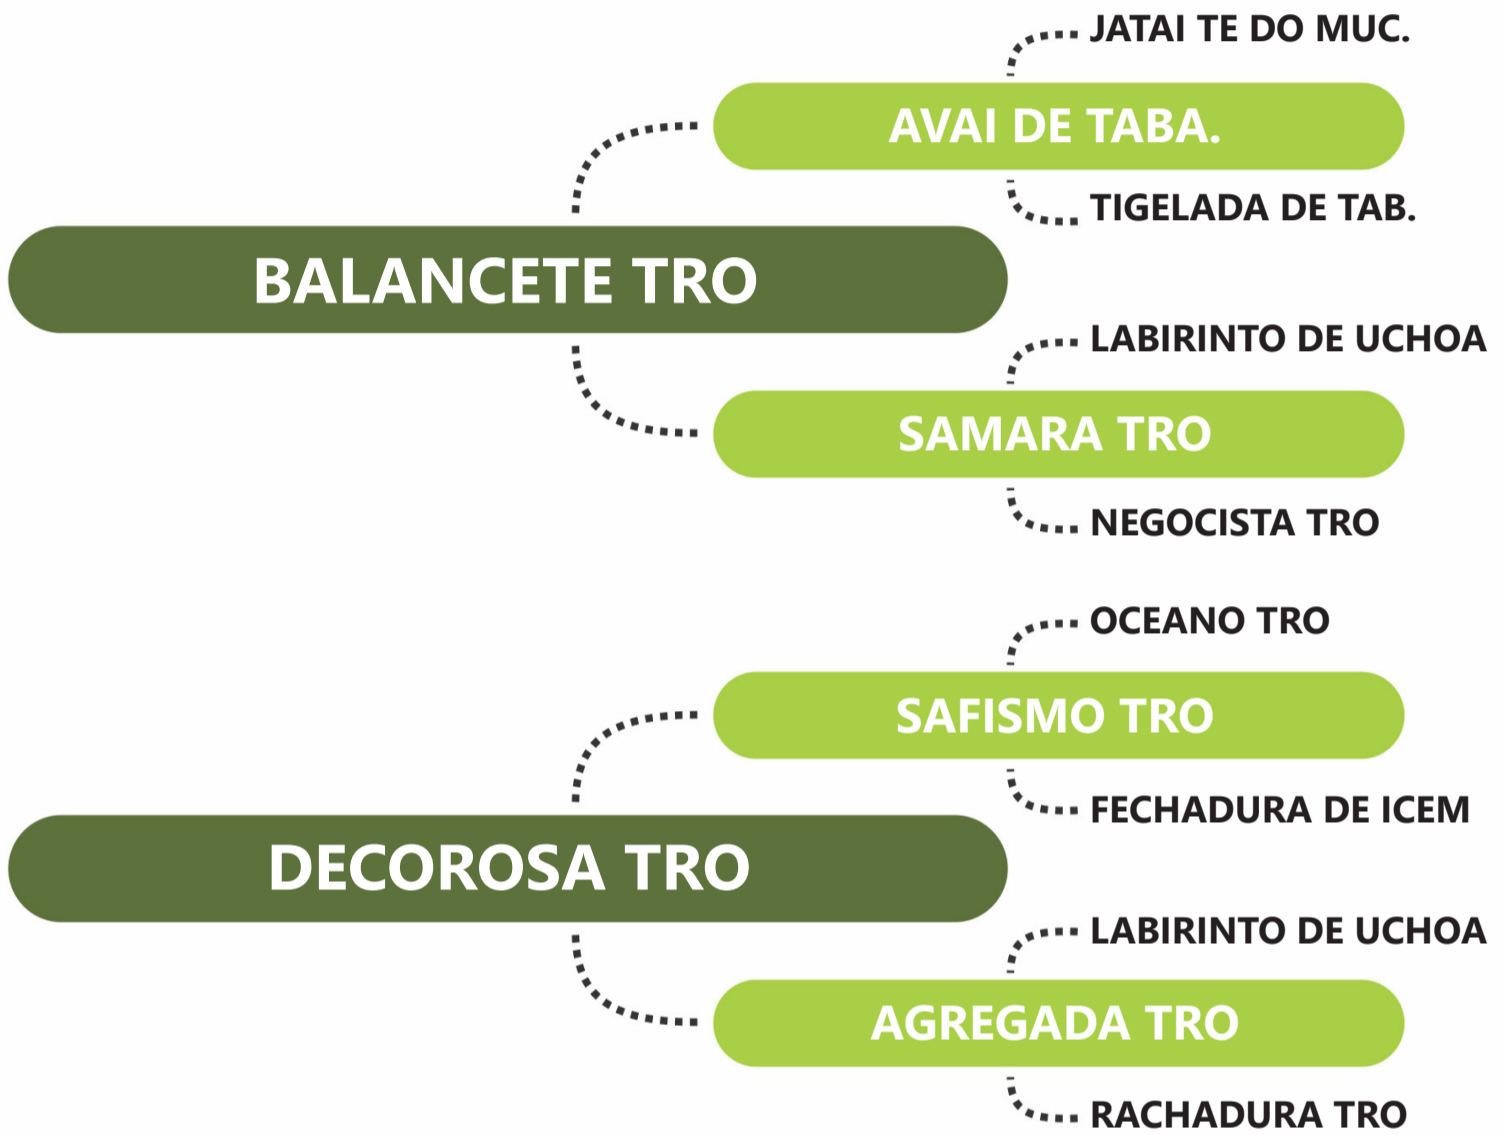 JATAI TE DO MUC.
AVAI DE TABA.
TIGELADA DE TAB.
BALANCETE TRO
LABIRINTO DE UCHOA
SAMARA TRO
NEGOCISTA TRO
OCEANO TRO
SAFISMO TRO
FECHADURA DE ICEM
DECOROSA TRO
LABIRINTO DE UCHOA
AGREGADA TRO
RACHADURA TRO